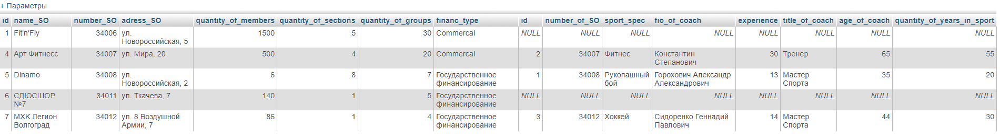 + Параметры
id name_SO number_SO adress_SO quantity_of_members quantity_of_sections quantity_of_groups financ_type id number_of_SO sport_spec fio_of_coach experience title_of_coach age_of_coach quantity_of_years_in_sport
1 Fit'n'Fly 34006 ул. 1500 5 30 Commercal NULL NULL NULL NULL NULL NULL NULL NULL
Новороссийская, 5
4 Арт Фитнесс 34007 ул. Мира, 20 500 4 20 Commercal 2 34007 Фитнес Константин 30 Тренер 65 55
Степанович
5 Dinamo 34008 ул. 6 8 7 Государственное 1 34008 Рукопашный Горохович Александр 13 Мастер 35 20
Новороссийская, 2 финансирование бой Александрович Спорта
6 СДЮСШОР 34011 ул. Ткачева, 7 140 1 5 Государственное NULL NULL NULL NULL NULL NULL NULL NULL
№7 финансирование
7 МХК Легион 34012 ул. 8 Воздушной 86 1 4 Государственное 3 34012 Хоккей Сидоренко Геннадий 14 Мастер 44 30
Волгоград Армии, 7 финансирование Павлович Спорта